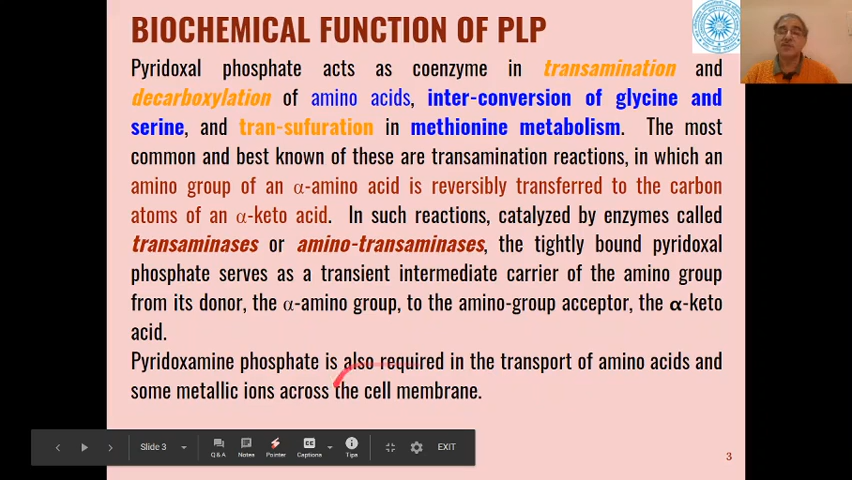 BIOCHEMICAL FUNCTION OF PLP
Pyridoxal phosphate acts as coenzyme in transamination and
decarboxylation of amino acids, inter-conversion of glycine and
serine, and tran-sufuration in methionine metabolism. The most
common and best known of these are transamination reactions, in which an
amino group of an α-amino acid is reversibly transferred to the carbon
atoms of an α-keto acid. In such reactions, catalyzed by enzymes called
transaminases or amino-transaminases, the tightly bound pyridoxal
phosphate serves as a transient intermediate carrier of the amino group
from its donor, the α-amino group, to the amino-group acceptor, the α-keto
acid.
Pyridoxamine phosphate is also required in the transport of amino acids and
some metallic ions across the cell membrane.
Slide 3
Q&A
Notes
Pointer
Captions
Tips
EXIT
3